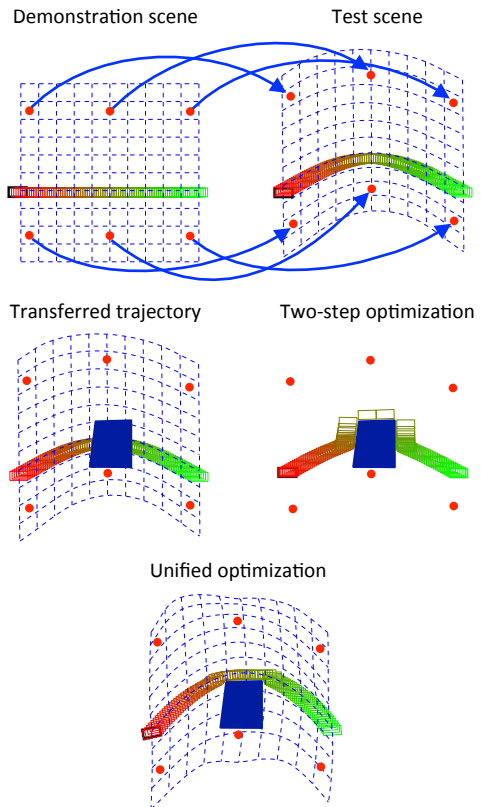 Demonstration scene
Test scene
Transferred trajectory
Two-step optimization
Unified optimization